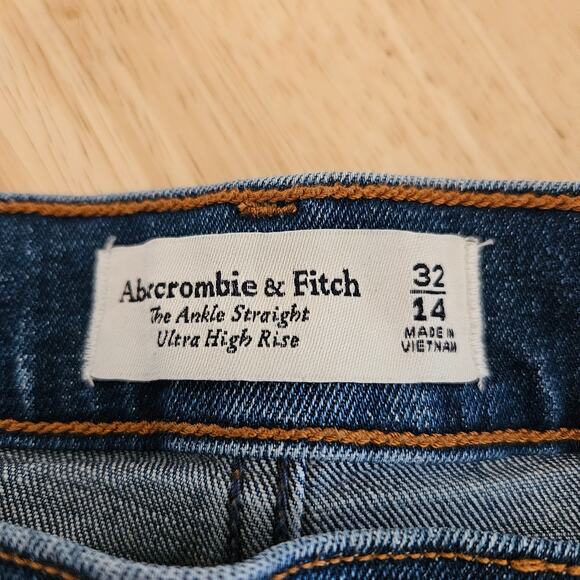 Abercrombie & Fitch
The Ankle Straight
Ultra High Rise
32
14
MADE IN
VIETNAM